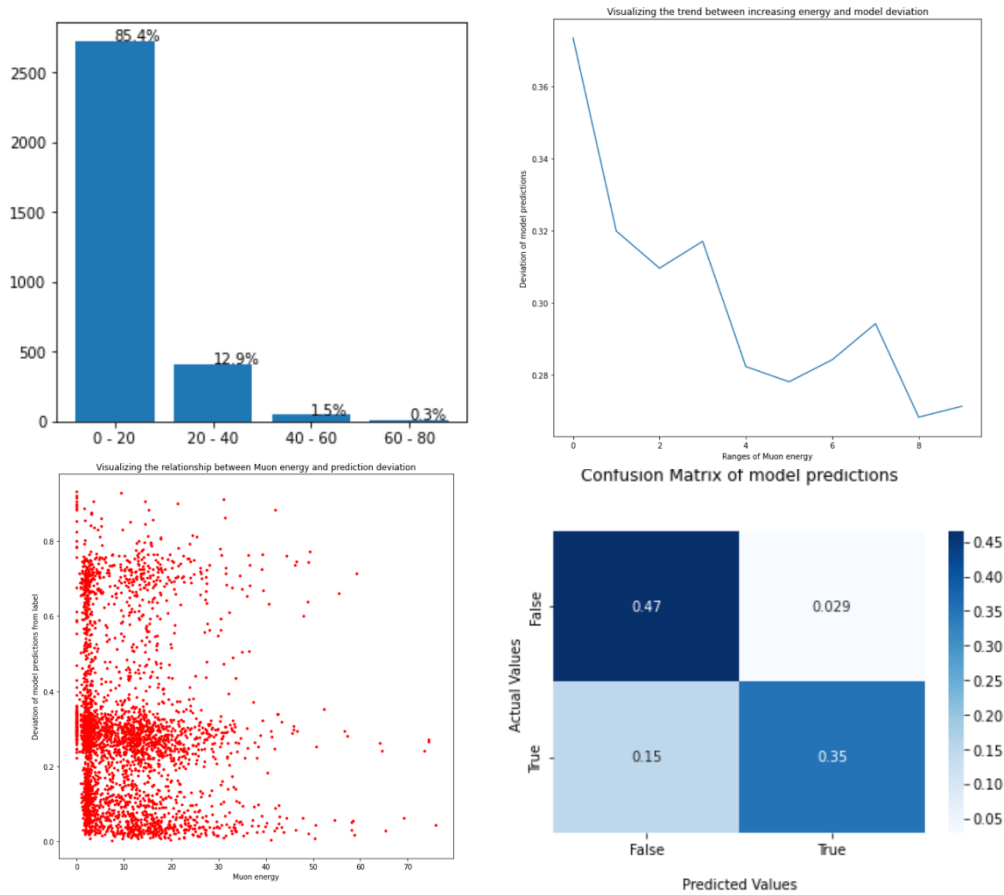 85.4%
12.9%
1.5%
0.3%
2500
2000
1500
1000
500
0
0 - 20 20 - 40 40 - 60 60 - 80
Visualizing the trend between increasing energy and model deviation
Deviation of model predictions
0.36
0.34
0.32
0.30
0.28
0 2 4 6 8
Ranges of Muon energy
Visualizing the relationship between Muon energy and prediction deviation
Deviation of model predictions from label
0.8
0.6
0.4
0.2
0.0
0 10 20 30 40 50 60 70
Muon energy
Confusion Matrix of model predictions
Actual Values
False
True
0.47 0.029
0.15 0.35
False True
Predicted Values
0.45
0.40
0.35
0.30
0.25
0.20
0.15
0.10
0.05